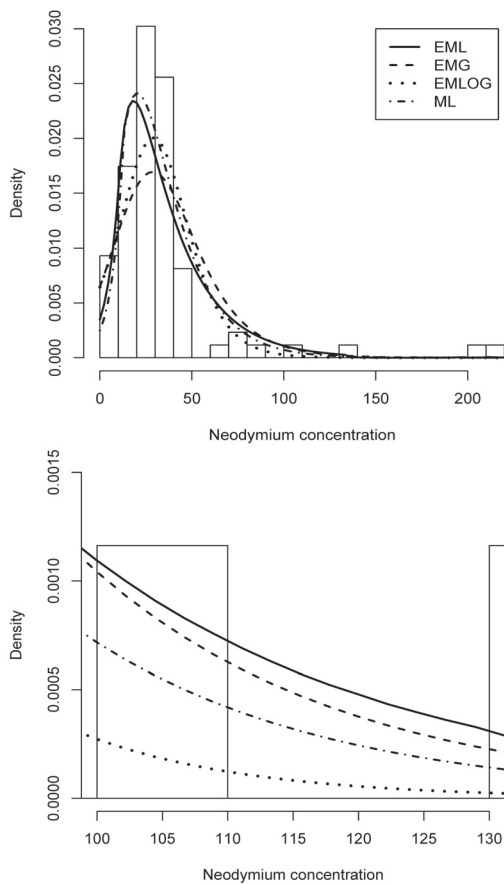 0.030
0.025
0.020
0.015
0.010
0.005
0.000
Density
EML
EMG
EMLOG
ML
0 50 100 150 200
Neodymium concentration
0.0015
0.0010
0.0005
0.0000
Density
100 105 110 115 120 125 130
Neodymium concentration